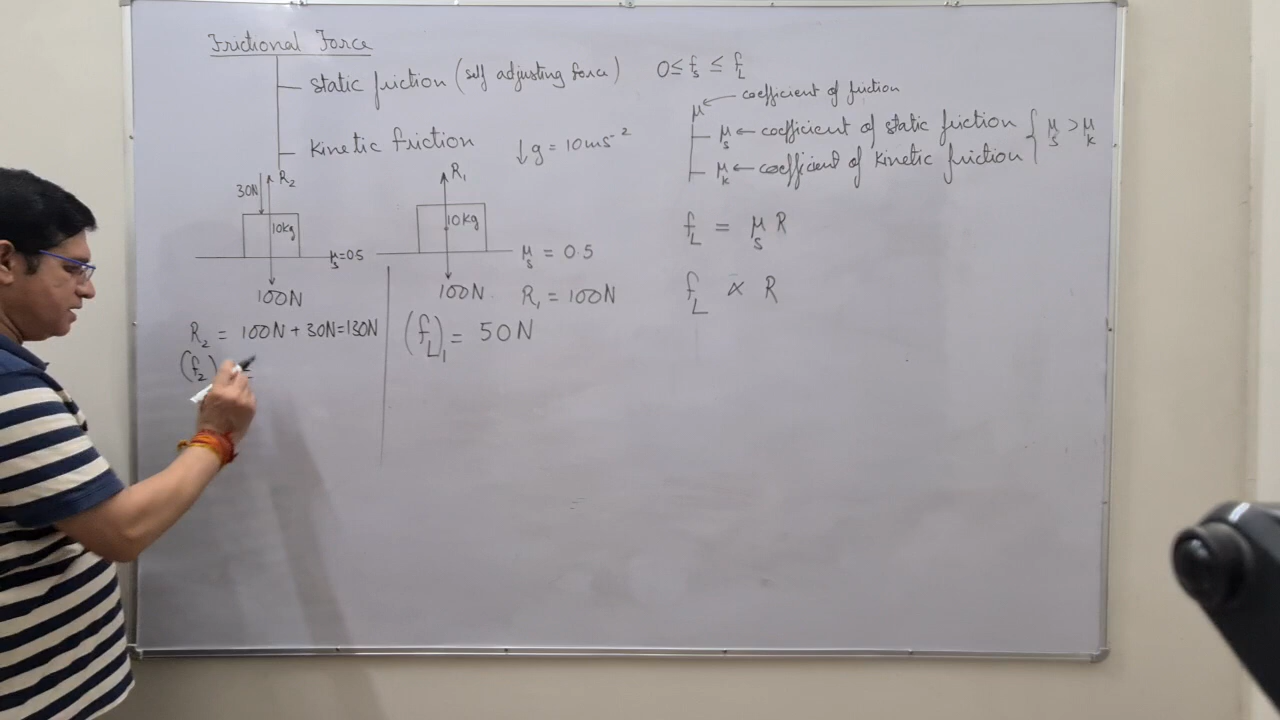 Frictional Force
static friction (self adjusting force) 0 ≤ fs ≤ fL
μ ← coefficient of friction
μs ← coefficient of static friction
μk ← coefficient of kinetic friction } μs > μk
Kinetic friction ↓g = 10ms⁻²
30N R2
10kg
μs=0.5
100N
R1
10kg
μs = 0.5
100N R1 = 100N
fL = μs R
fL ∝ R
R2 = 100N + 30N=130N
(fL)1 = 50N
(f2) =